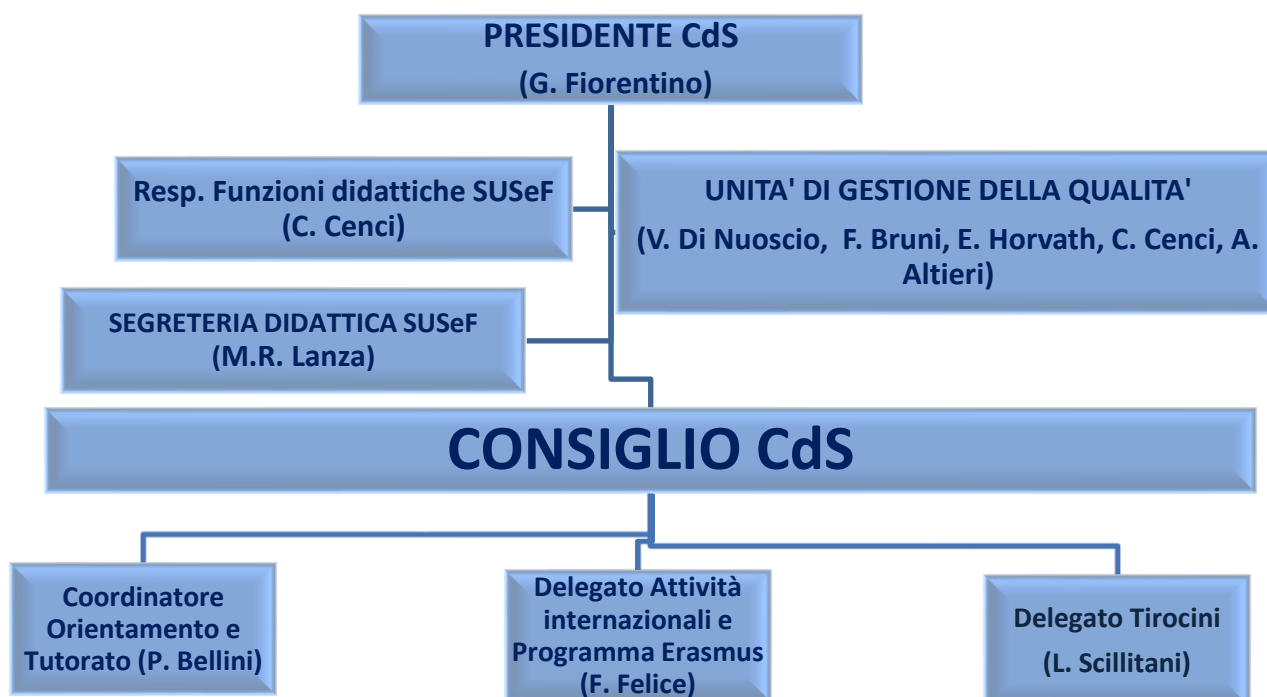 PRESIDENTE CdS
(G. Fiorentino)
Resp. Funzioni didattiche SUSeF
(C. Cenci)
UNITA' DI GESTIONE DELLA QUALITA'
(V. Di Nuoscio, F. Bruni, E. Horvath, C. Cenci, A.
Altieri)
SEGRETERIA DIDATTICA SUSeF
(M.R. Lanza)
CONSIGLIO CdS
Coordinatore
Orientamento e
Tutorato (P. Bellini)
Delegato Attività
internazionali e
Programma Erasmus
(F. Felice)
Delegato Tirocini
(L. Scillitani)